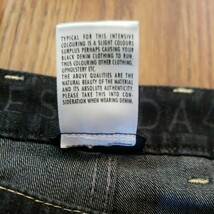 TYPICAL FOR THIS INTENSIVE
COLOURING IS A SLIGHT COLOURS
SURPLUS PERHAPS CAUSING YOUR
BLACK DENIM CLOTHING TO RUN,
THUS COLOURING OTHER CLOTHING,
UPHOLSTERY ETC.
THE ABOVE QUALITIES ARE THE
NATURAL BEAUTY OF THE MATERIAL
AND ITS ABSOLUTE AUTHENTICITY.
PLEASE TAKE THIS INTO CON-
SIDERATION WHEN WEARING DENIM.